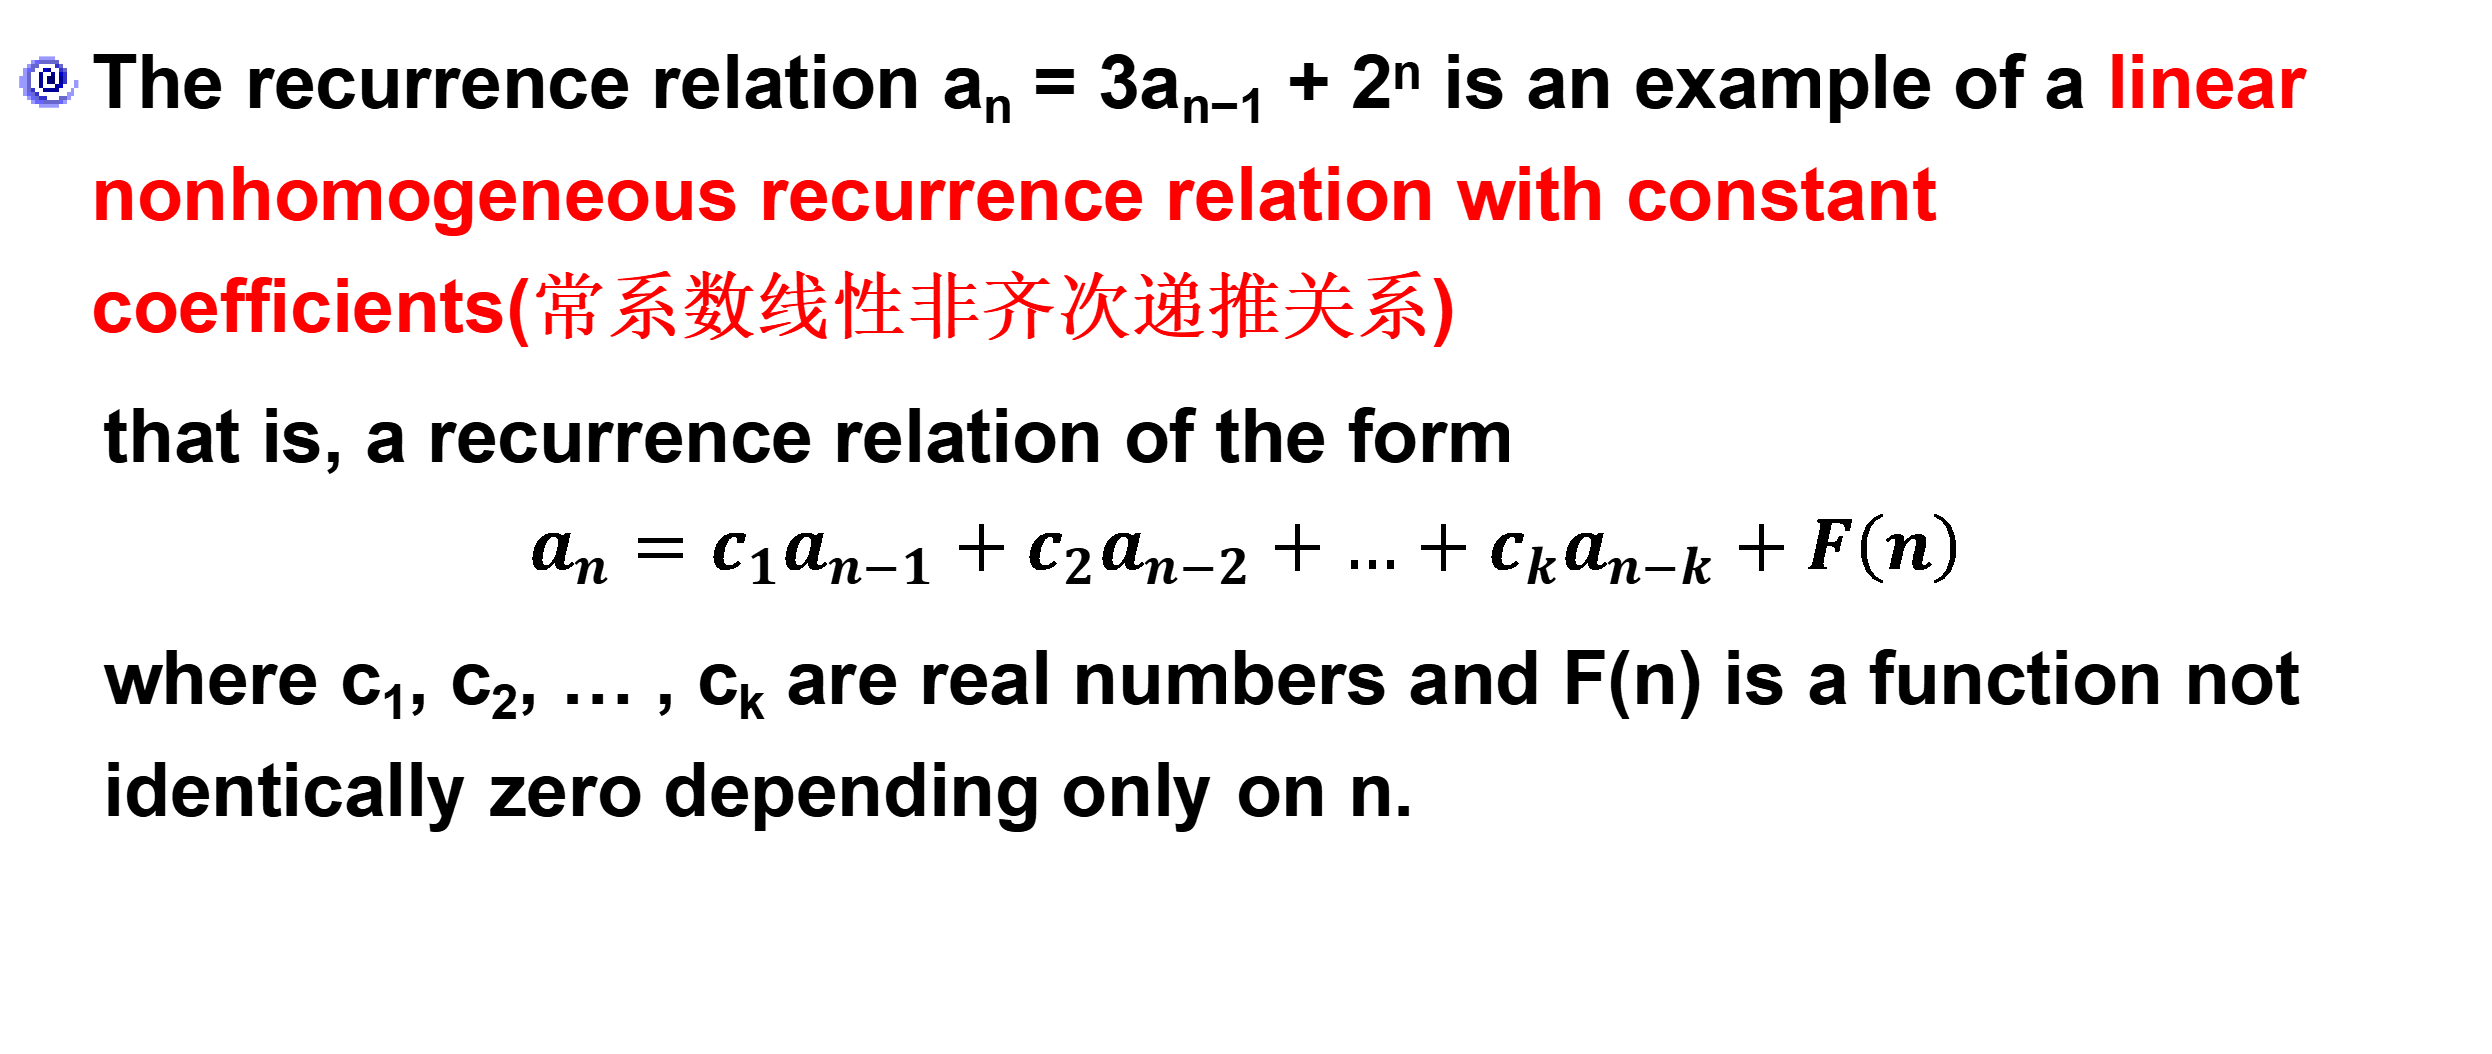 The recurrence relation aₙ = 3aₙ₋₁ + 2ⁿ is an example of a linear
nonhomogeneous recurrence relation with constant
coefficients(常系数线性非齐次递推关系)
that is, a recurrence relation of the form
aₙ = c₁aₙ₋₁ + c₂aₙ₋₂ + ... + cₖaₙ₋ₖ + F(n)
where c₁, c₂, … , cₖ are real numbers and F(n) is a function not
identically zero depending only on n.